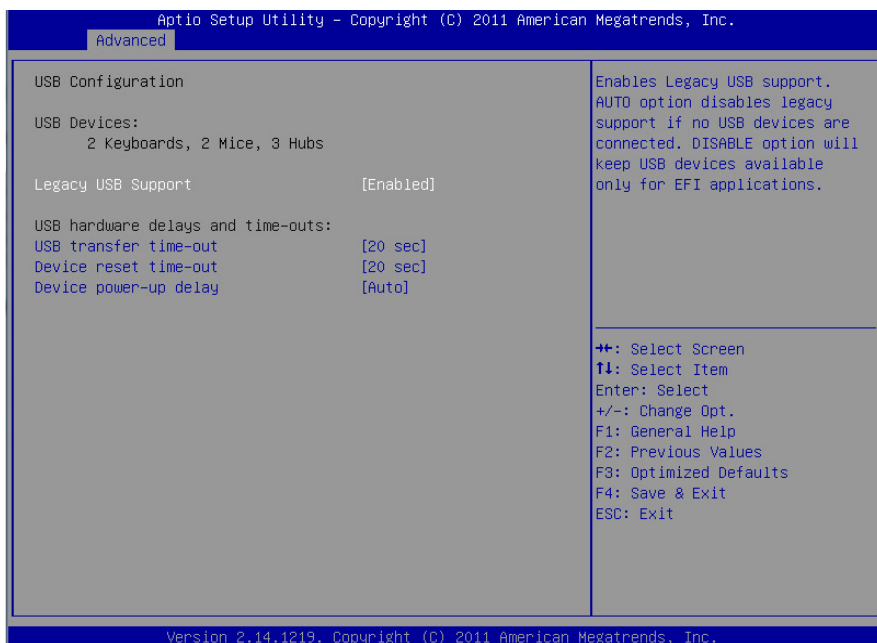 Aptio Setup Utility – Copyright (C) 2011 American Megatrends, Inc.
Advanced
USB Configuration
USB Devices:
2 Keyboards, 2 Mice, 3 Hubs
Legacy USB Support [Enabled]
USB hardware delays and time-outs:
USB transfer time-out [20 sec]
Device reset time-out [20 sec]
Device power-up delay [Auto]
Enables Legacy USB support.
AUTO option disables legacy
support if no USB devices are
connected. DISABLE option will
keep USB devices available
only for EFI applications.
→←: Select Screen
↑↓: Select Item
Enter: Select
+/-: Change Opt.
F1: General Help
F2: Previous Values
F3: Optimized Defaults
F4: Save & Exit
ESC: Exit
Version 2.14.1219. Copyright (C) 2011 American Megatrends, Inc.